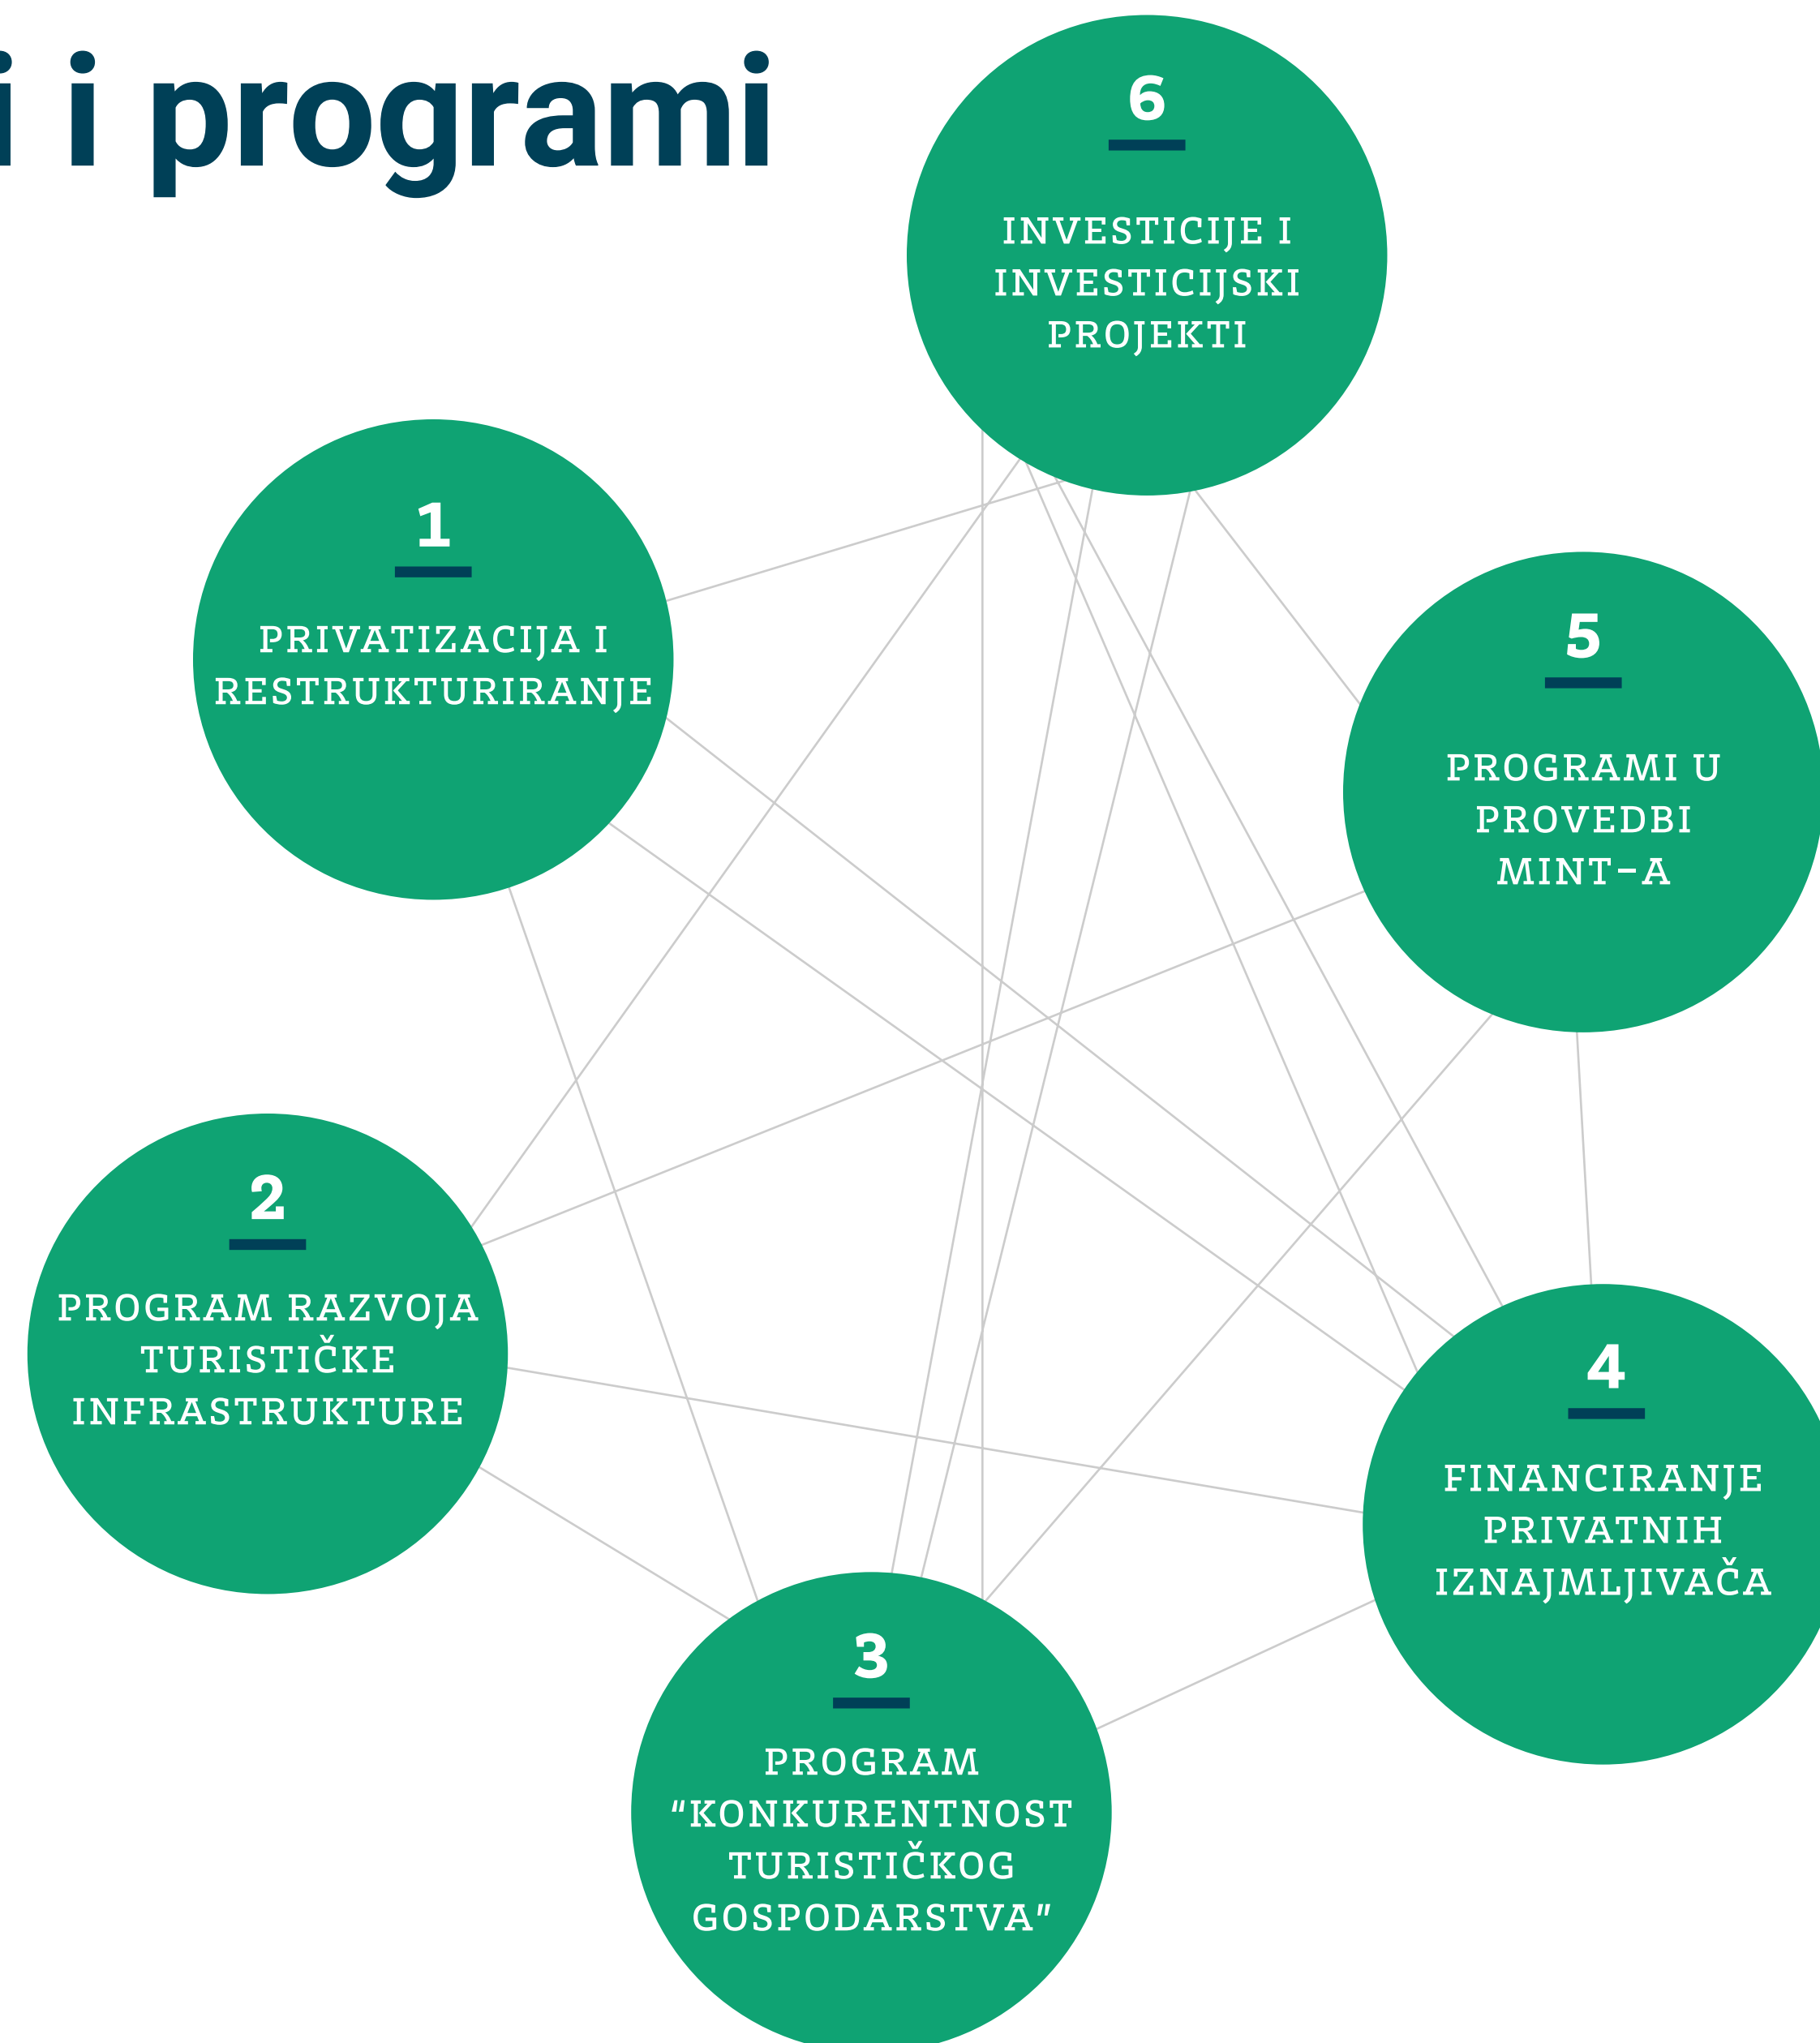 i i programi
6
INVESTICIJE I
INVESTICIJSKI
PROJEKTI
1
PRIVATIZACIJA I
RESTRUKTURIRANJE
5
PROGRAMI U
PROVEDBI
MINT-A
2
PROGRAM RAZVOJA
TURISTIČKE
INFRASTRUKTURE
4
FINANCIRANJE
PRIVATNIH
IZNAJMLJIVAČA
3
PROGRAM
"KONKURENTNOST
TURISTIČKOG
GOSPODARSTVA"